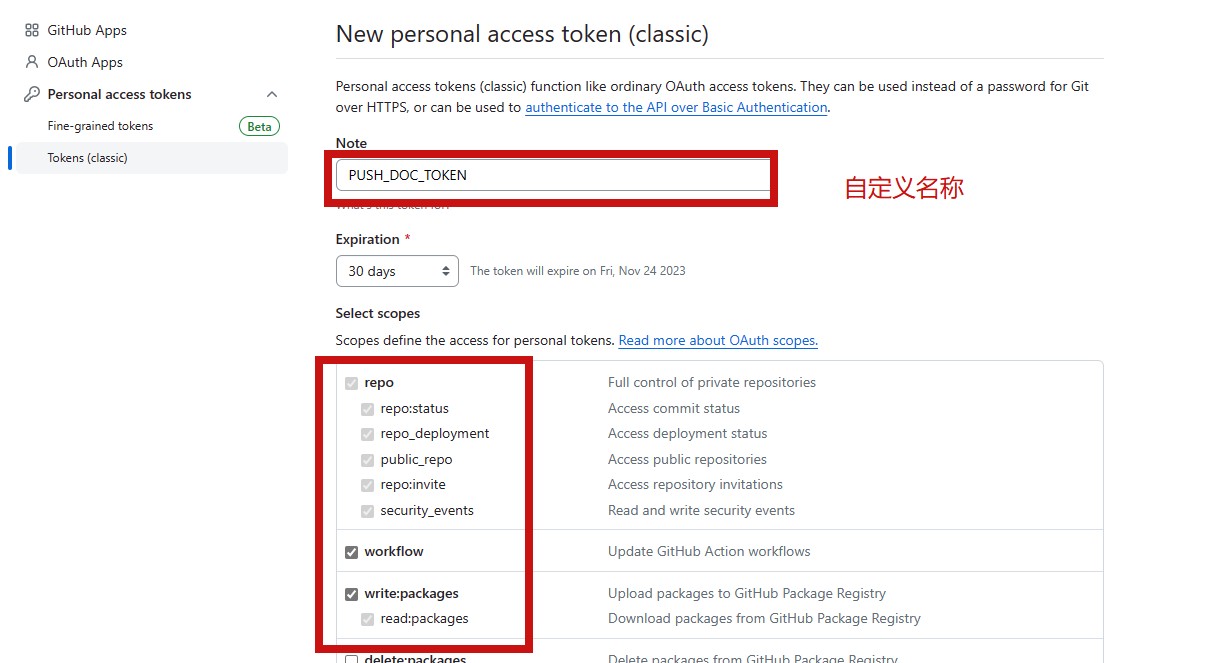 GitHub Apps
OAuth Apps
Personal access tokens
Fine-grained tokens Beta
Tokens (classic)
New personal access token (classic)
Personal access tokens (classic) function like ordinary OAuth access tokens. They can be used instead of a password for Git
over HTTPS, or can be used to authenticate to the API over Basic Authentication.
Note
PUSH_DOC_TOKEN
自定义名称
What's this token for?
Expiration *
30 days The token will expire on Fri, Nov 24 2023
Select scopes
Scopes define the access for personal tokens. Read more about OAuth scopes.
repo Full control of private repositories
repo:status Access commit status
repo_deployment Access deployment status
public_repo Access public repositories
repo:invite Access repository invitations
security_events Read and write security events
workflow Update GitHub Action workflows
write:packages Upload packages to GitHub Package Registry
read:packages Download packages from GitHub Package Registry
delete:packages Delete packages from GitHub Package Registry